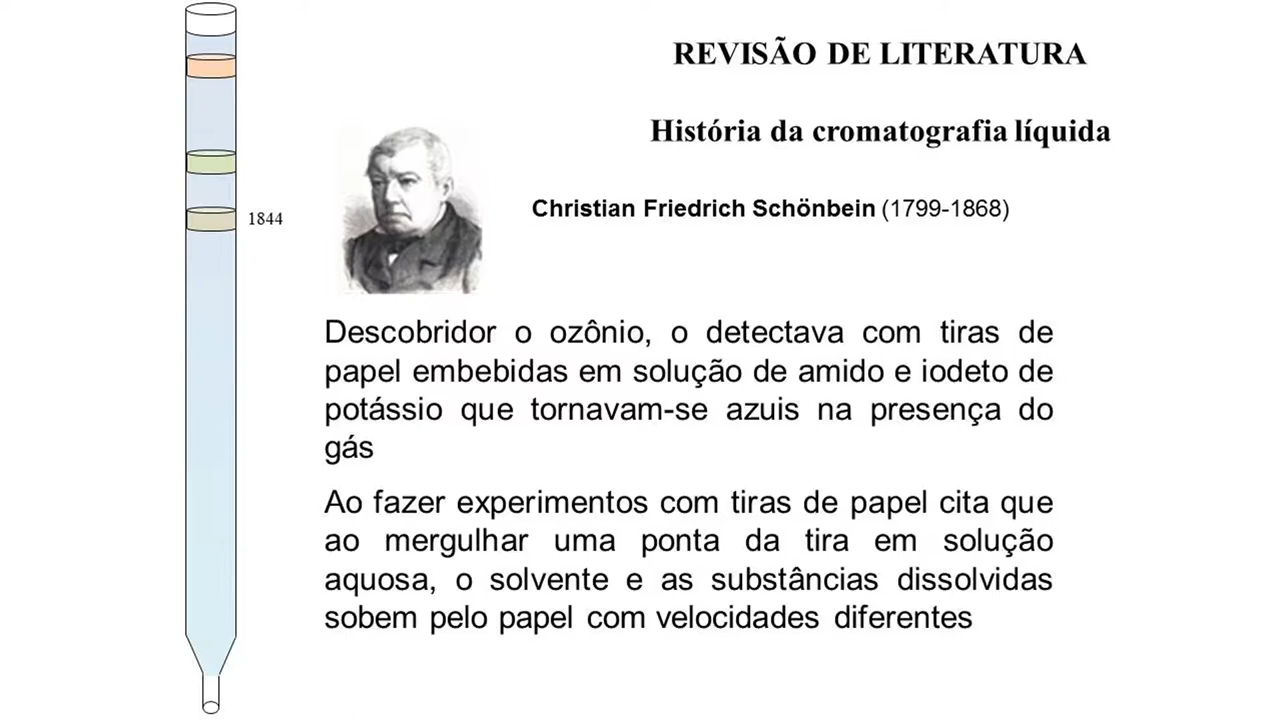 REVISÃO DE LITERATURA
História da cromatografia líquida
Christian Friedrich Schönbein (1799-1868)
1844
Descobridor o ozônio, o detectava com tiras de
papel embebidas em solução de amido e iodeto de
potássio que tornavam-se azuis na presença do
gás
Ao fazer experimentos com tiras de papel cita que
ao mergulhar uma ponta da tira em solução
aquosa, o solvente e as substâncias dissolvidas
sobem pelo papel com velocidades diferentes